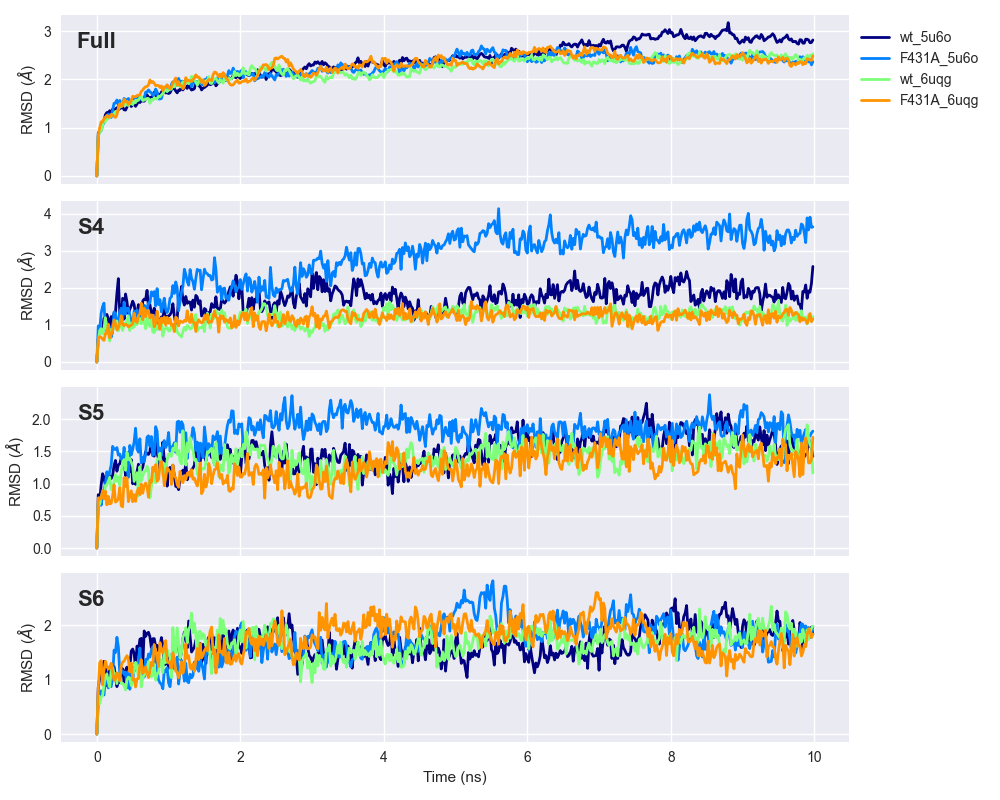 Full
3
2
1
0
RMSD (Å)
wt_5u6o
F431A_5u6o
wt_6uqg
F431A_6uqg
S4
4
3
2
1
0
RMSD (Å)
S5
2.0
1.5
1.0
0.5
0.0
RMSD (Å)
S6
2
1
0
RMSD (Å)
0 2 4 6 8 10
Time (ns)